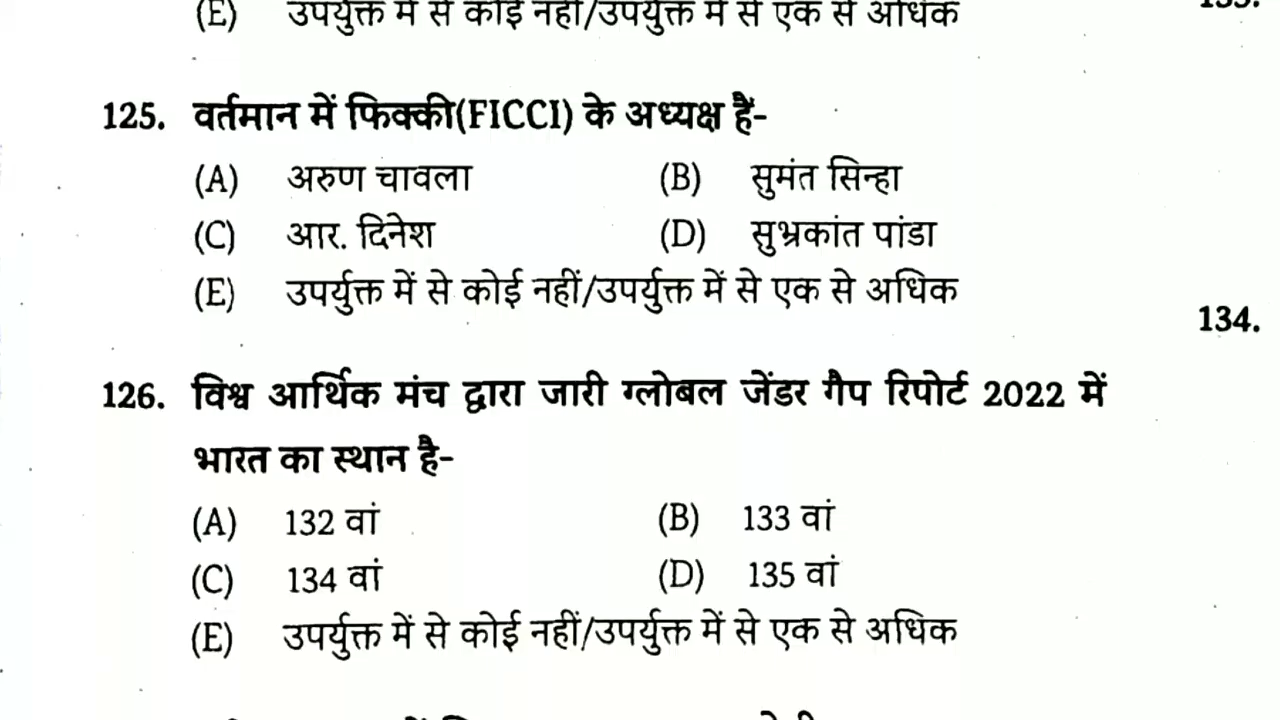 (E) उपर्युक्त में से कोई नहीं/उपर्युक्त में से एक से अधिक
125. वर्तमान में फिक्की(FICCI) के अध्यक्ष हैं-
(A) अरुण चावला (B) सुमंत सिन्हा
(C) आर. दिनेश (D) सुभ्रकांत पांडा
(E) उपर्युक्त में से कोई नहीं/उपर्युक्त में से एक से अधिक
134.
126. विश्व आर्थिक मंच द्वारा जारी ग्लोबल जेंडर गैप रिपोर्ट 2022 में
भारत का स्थान है-
(A) 132 वां (B) 133 वां
(C) 134 वां (D) 135 वां
(E) उपर्युक्त में से कोई नहीं/उपर्युक्त में से एक से अधिक